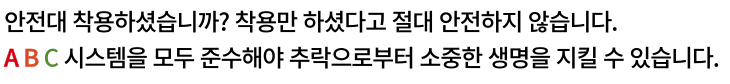 안전대 착용하셨습니까? 착용만 하셨다고 절대 안전하지 않습니다.
A B C 시스템을 모두 준수해야 추락으로부터 소중한 생명을 지킬 수 있습니다.